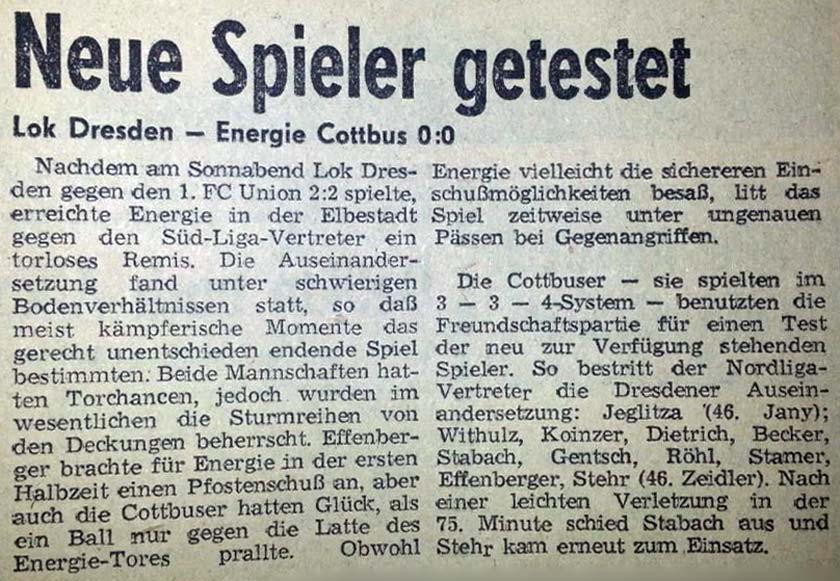 Neue Spieler getestet
Lok Dresden — Energie Cottbus 0:0
Nachdem am Sonnabend Lok Dres-
den gegen den 1. FC Union 2:2 spielte,
erreichte Energie in der Elbestadt
gegen den Süd-Liga-Vertreter ein
torloses Remis. Die Auseinander-
setzung fand unter schwierigen
Bodenverhältnissen statt, so daß
meist kämpferische Momente das
gerecht unentschieden endende Spiel
bestimmten. Beide Mannschaften hat-
ten Torchancen, jedoch wurden im
wesentlichen die Sturmreihen von
den Deckungen beherrscht. Effenber-
ger brachte für Energie in der ersten
Halbzeit einen Pfostenschuß an, aber
auch die Cottbuser hatten Glück, als
ein Ball nur gegen die Latte des
Energie-Tores prallte. Obwohl
Energie vielleicht die sichereren Ein-
schußmöglichkeiten besaß, litt das
Spiel zeitweise unter ungenauen
Pässen bei Gegenangriffen.
Die Cottbuser — sie spielten im
3 — 3 — 4-System — benutzten die
Freundschaftspartie für einen Test
der neu zur Verfügung stehenden
Spieler. So bestritt der Nordliga-
Vertreter die Dresdener Ausein-
andersetzung: Jeglitza (46. Jany);
Withulz, Koinzer, Dietrich, Becker,
Stabach, Gentsch, Röhl, Stamer,
Effenberger, Stehr (46. Zeidler). Nach
einer leichten Verletzung in der
75. Minute schied Stabach aus und
Stehr kam erneut zum Einsatz.